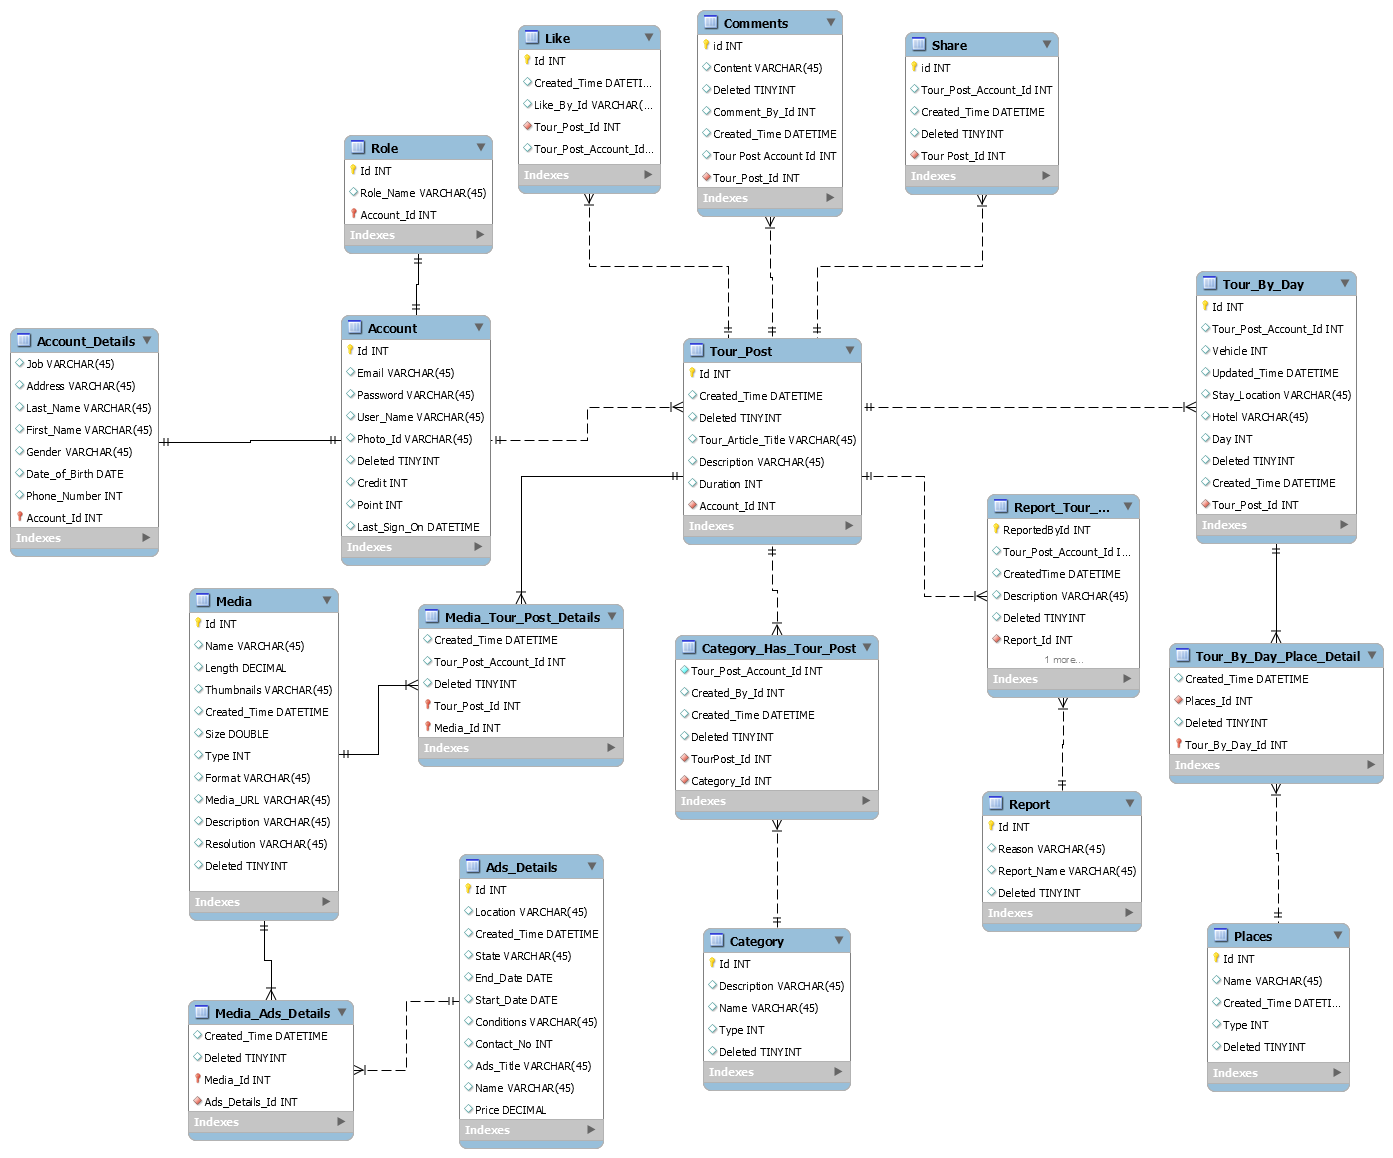 Like
Id INT
Created_Time DATETI...
Like_By_Id VARCHAR(...
Tour_Post_Id INT
Tour_Post_Account_Id...
Indexes
Comments
id INT
Content VARCHAR(45)
Deleted TINYINT
Comment_By_Id INT
Created_Time DATETIME
Tour Post Account Id INT
Tour_Post_Id INT
Indexes
Share
id INT
Tour_Post_Account_Id INT
Created_Time DATETIME
Deleted TINYINT
Tour Post_Id INT
Indexes
Role
Id INT
Role_Name VARCHAR(45)
Account_Id INT
Indexes
Account_Details
Job VARCHAR(45)
Address VARCHAR(45)
Last_Name VARCHAR(45)
First_Name VARCHAR(45)
Gender VARCHAR(45)
Date_of_Birth DATE
Phone_Number INT
Account_Id INT
Indexes
Account
Id INT
Email VARCHAR(45)
Password VARCHAR(45)
User_Name VARCHAR(45)
Photo_Id VARCHAR(45)
Deleted TINYINT
Credit INT
Point INT
Last_Sign_On DATETIME
Indexes
Tour_Post
Id INT
Created_Time DATETIME
Deleted TINYINT
Tour_Article_Title VARCHAR(45)
Description VARCHAR(45)
Duration INT
Account_Id INT
Indexes
Tour_By_Day
Id INT
Tour_Post_Account_Id INT
Vehicle INT
Updated_Time DATETIME
Stay_Location VARCHAR(45)
Hotel VARCHAR(45)
Day INT
Deleted TINYINT
Created_Time DATETIME
Tour_Post_Id INT
Indexes
Report_Tour_...
ReportedById INT
Tour_Post_Account_Id I...
CreatedTime DATETIME
Description VARCHAR(45)
Deleted TINYINT
Report_Id INT
1 more...
Indexes
Media
Id INT
Name VARCHAR(45)
Length DECIMAL
Thumbnails VARCHAR(45)
Created_Time DATETIME
Size DOUBLE
Type INT
Format VARCHAR(45)
Media_URL VARCHAR(45)
Description VARCHAR(45)
Resolution VARCHAR(45)
Deleted TINYINT
Indexes
Media_Tour_Post_Details
Created_Time DATETIME
Tour_Post_Account_Id INT
Deleted TINYINT
Tour_Post_Id INT
Media_Id INT
Indexes
Category_Has_Tour_Post
Tour_Post_Account_Id INT
Created_By_Id INT
Created_Time DATETIME
Deleted TINYINT
TourPost_Id INT
Category_Id INT
Indexes
Tour_By_Day_Place_Detail
Created_Time DATETIME
Places_Id INT
Deleted TINYINT
Tour_By_Day_Id INT
Indexes
Report
Id INT
Reason VARCHAR(45)
Report_Name VARCHAR(45)
Deleted TINYINT
Indexes
Ads_Details
Id INT
Location VARCHAR(45)
Created_Time DATETIME
State VARCHAR(45)
End_Date DATE
Start_Date DATE
Conditions VARCHAR(45)
Contact_No INT
Ads_Title VARCHAR(45)
Name VARCHAR(45)
Price DECIMAL
Indexes
Category
Id INT
Description VARCHAR(45)
Name VARCHAR(45)
Type INT
Deleted TINYINT
Indexes
Places
Id INT
Name VARCHAR(45)
Created_Time DATETI...
Type INT
Deleted TINYINT
Indexes
Media_Ads_Details
Created_Time DATETIME
Deleted TINYINT
Media_Id INT
Ads_Details_Id INT
Indexes